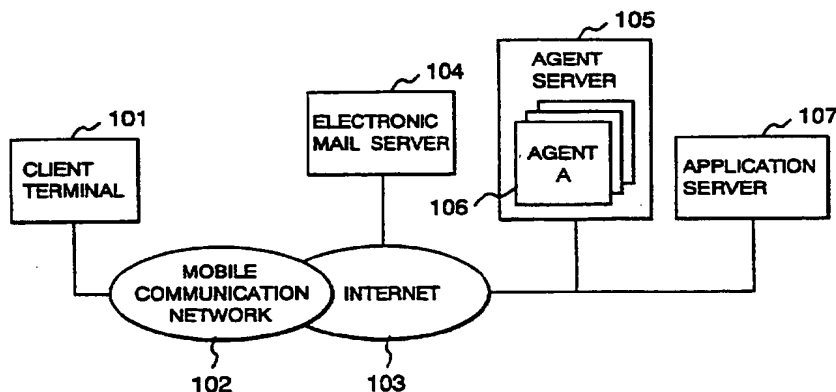 105
AGENT
SERVER
104
101
ELECTRONIC
MAIL SERVER
107
CLIENT
TERMINAL
AGENT
A
106
APPLICATION
SERVER
MOBILE
COMMUNICATION
NETWORK
INTERNET
102
103